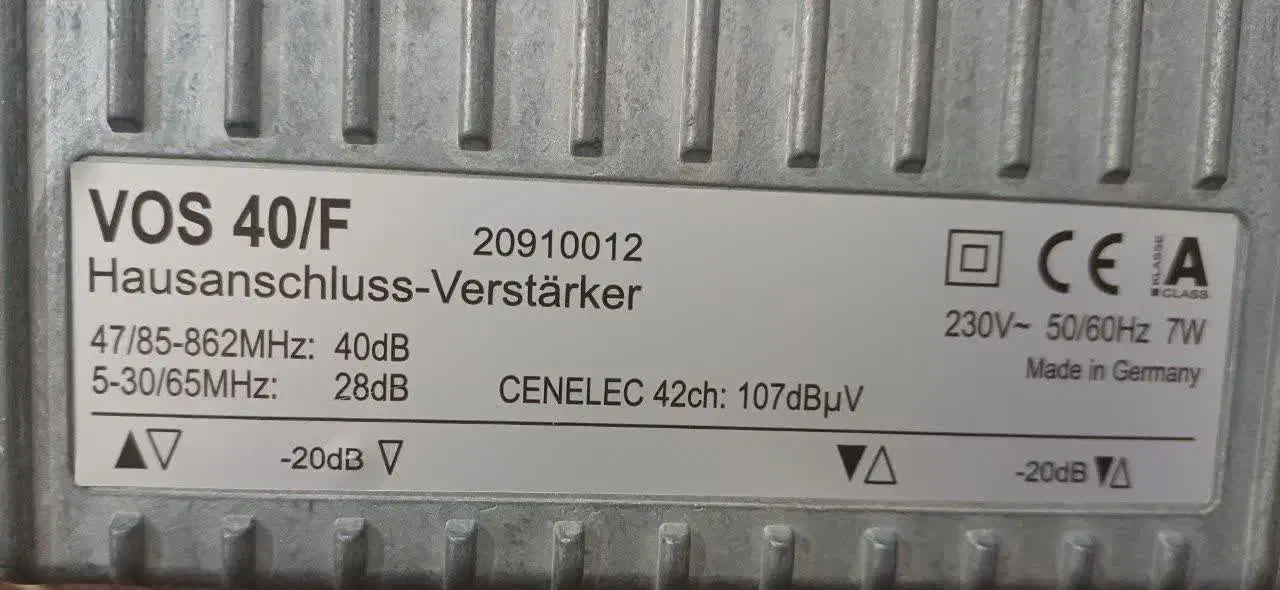 VOS 40/F 20910012
Hausanschluss-Verstärker
47/85-862MHz: 40dB
5-30/65MHz: 28dB CENELEC 42ch: 107dBµV
CE KLASSE A CLASS
230V~ 50/60Hz 7W
Made in Germany
▲▽ -20dB ▽ ▼△ -20dB ▼△